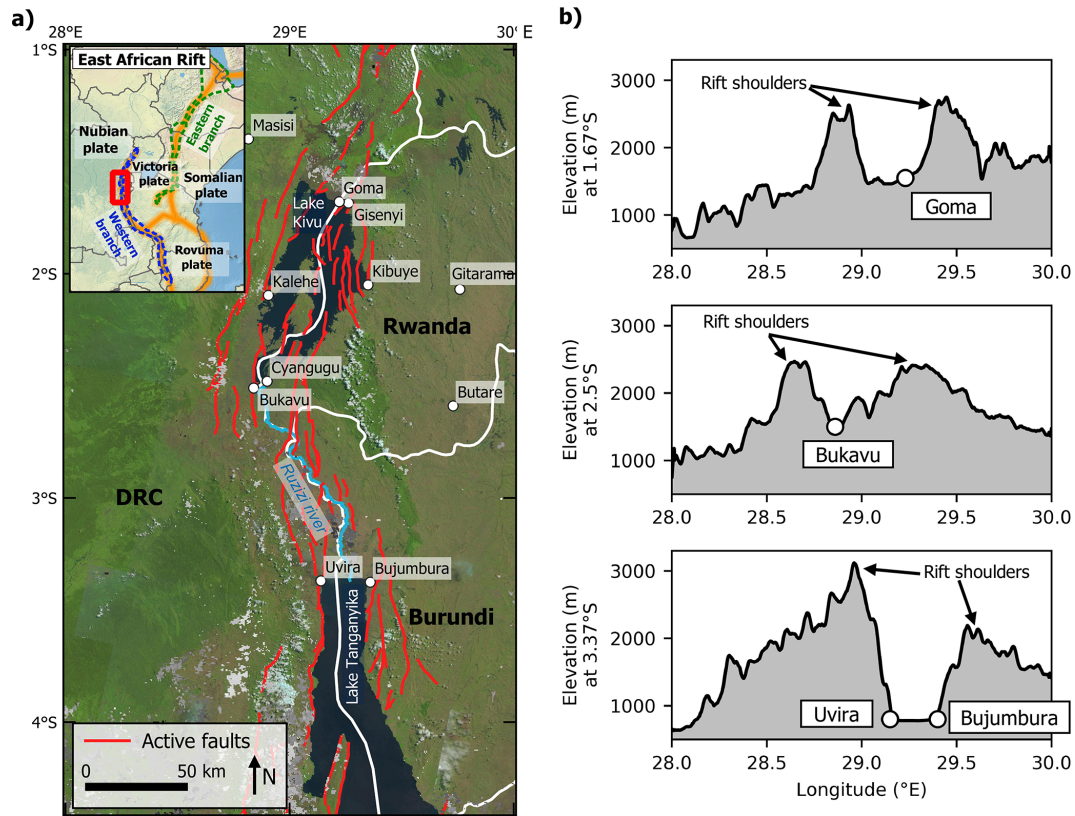 a)
28°E
29°E
30° E
1°S
2°S
3°S
4°S
East African Rift
Nubian
plate
Eastern
branch
Victoria
plate
Somalian
plate
Western
branch
Rovuma
plate
Masisi
Goma
Lake
Kivu
Gisenyi
Kalehe
Kibuye
Gitarama
Rwanda
Cyangugu
Bukavu
Butare
DRC
Ruzizi river
Uvira
Bujumbura
Lake Tanganyika
Burundi
Active faults
0
50 km
N
b)
Elevation (m)
at 1.67°S
3000
2000
1000
Rift shoulders
Goma
28.0
28.5
29.0
29.5
30.0
Elevation (m)
at 2.5°S
3000
2000
1000
Rift shoulders
Bukavu
28.0
28.5
29.0
29.5
30.0
Elevation (m)
at 3.37°S
3000
2000
1000
Rift shoulders
Uvira
Bujumbura
28.0
28.5
29.0
29.5
30.0
Longitude (°E)